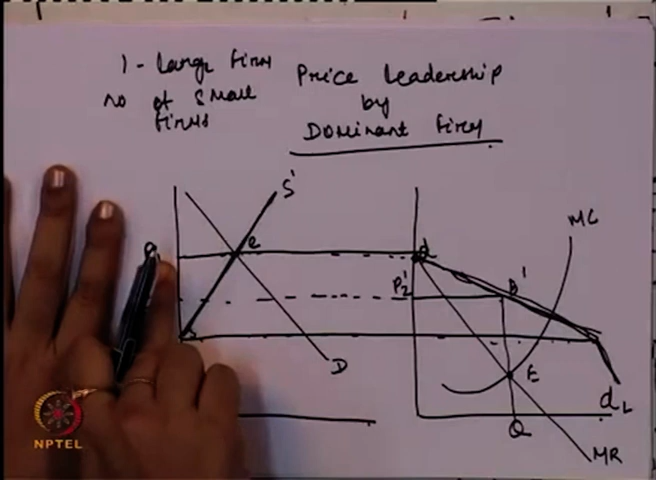 1 - Large firm
no of small
firms
Price Leadership
by
Dominant firm
S'
MC
e
d
P2'
B'
E
D
dL
Q
MR
NPTEL